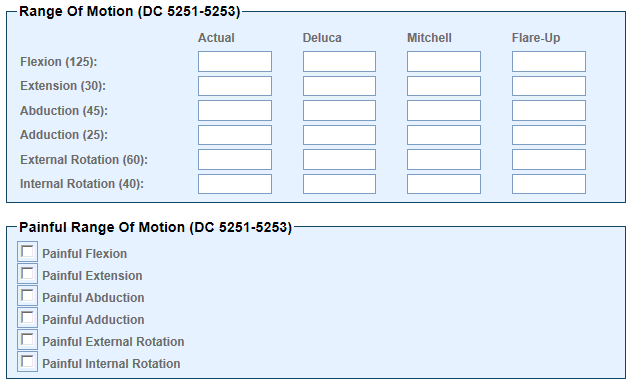 Range Of Motion (DC 5251-5253)
Actual Deluca Mitchell Flare-Up
Flexion (125):
Extension (30):
Abduction (45):
Adduction (25):
External Rotation (60):
Internal Rotation (40):
Painful Range Of Motion (DC 5251-5253)
Painful Flexion
Painful Extension
Painful Abduction
Painful Adduction
Painful External Rotation
Painful Internal Rotation